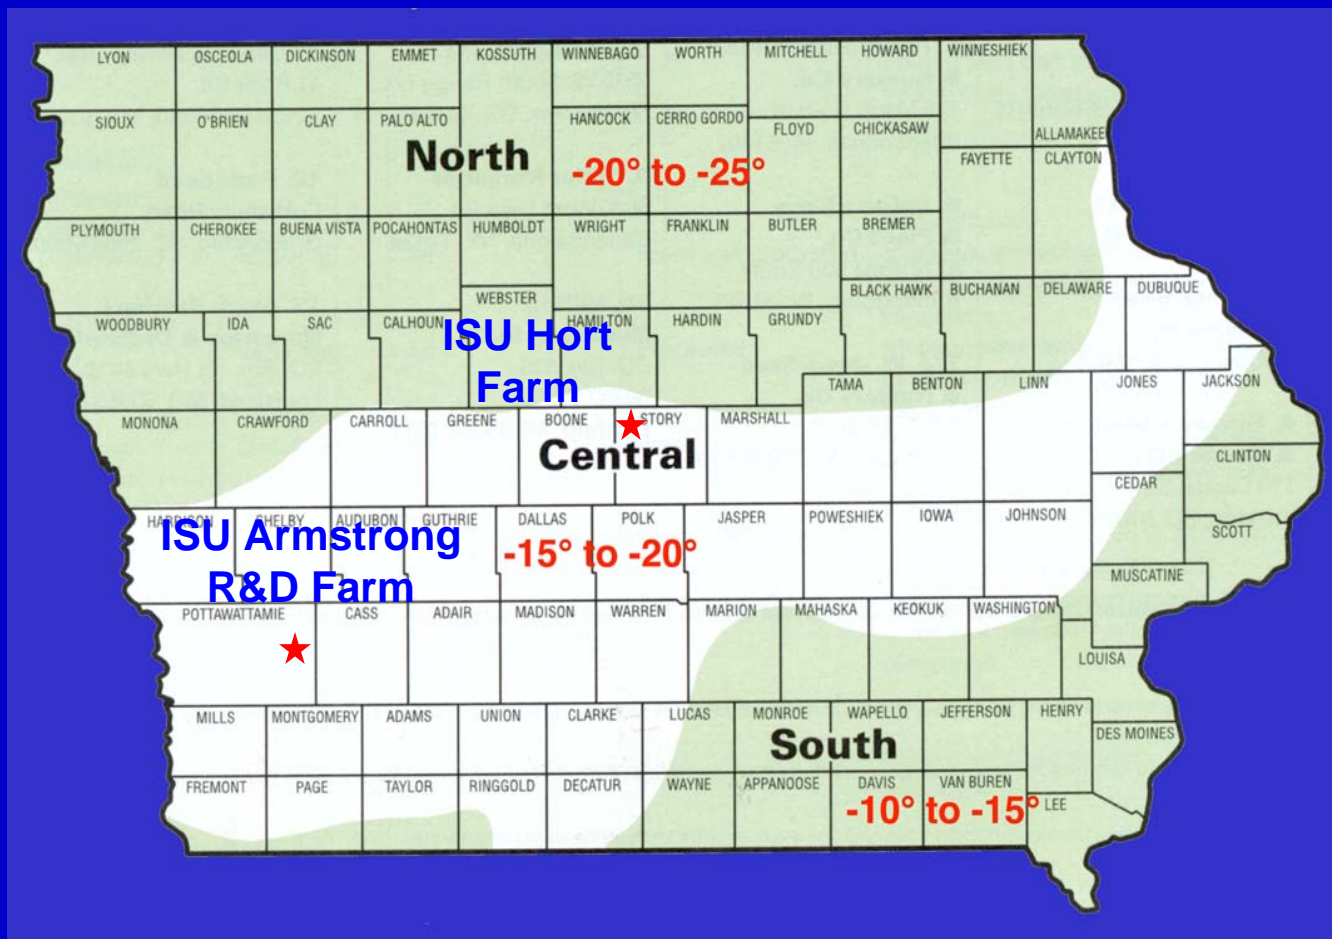 LYON OSCEOLA DICKINSON EMMET KOSSUTH WINNEBAGO WORTH MITCHELL HOWARD WINNESHIEK
SIOUX O'BRIEN CLAY PALO ALTO HANCOCK CERRO GORDO FLOYD CHICKASAW ALLAMAKEE
North
-20° to -25°
FAYETTE CLAYTON
PLYMOUTH CHEROKEE BUENA VISTA POCAHONTAS HUMBOLDT WRIGHT FRANKLIN BUTLER BREMER
WEBSTER BLACK HAWK BUCHANAN DELAWARE DUBUQUE
WOODBURY IDA SAC CALHOUN HAMILTON HARDIN GRUNDY
ISU Hort
Farm
TAMA BENTON LINN JONES JACKSON
MONONA CRAWFORD CARROLL GREENE BOONE STORY MARSHALL
Central
CLINTON
CEDAR
HARRISON SHELBY AUDUBON GUTHRIE DALLAS POLK JASPER POWESHIEK IOWA JOHNSON
SCOTT
ISU Armstrong
R&D Farm
-15° to -20°
MUSCATINE
POTTAWATTAMIE CASS ADAIR MADISON WARREN MARION MAHASKA KEOKUK WASHINGTON
LOUISA
MILLS MONTGOMERY ADAMS UNION CLARKE LUCAS MONROE WAPELLO JEFFERSON HENRY
DES MOINES
South
FREMONT PAGE TAYLOR RINGGOLD DECATUR WAYNE APPANOOSE DAVIS VAN BUREN
LEE
-10° to -15°